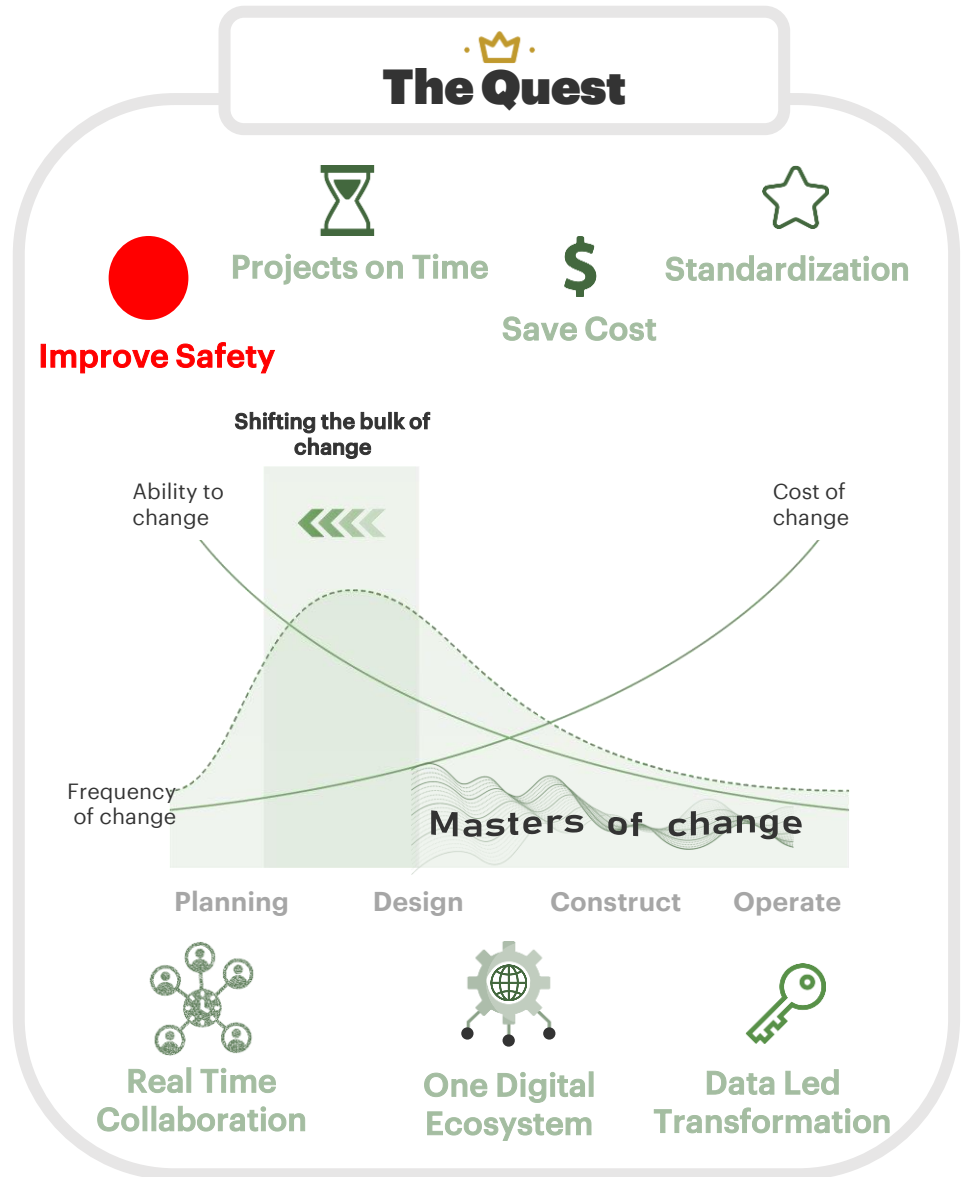 The Quest
Projects on Time
Standardization
Save Cost
Improve Safety
Shifting the bulk of
change
Ability to
change
Cost of
change
Frequency
of change
Masters of change
Planning
Design
Construct
Operate
Real Time
Collaboration
One Digital
Ecosystem
Data Led
Transformation